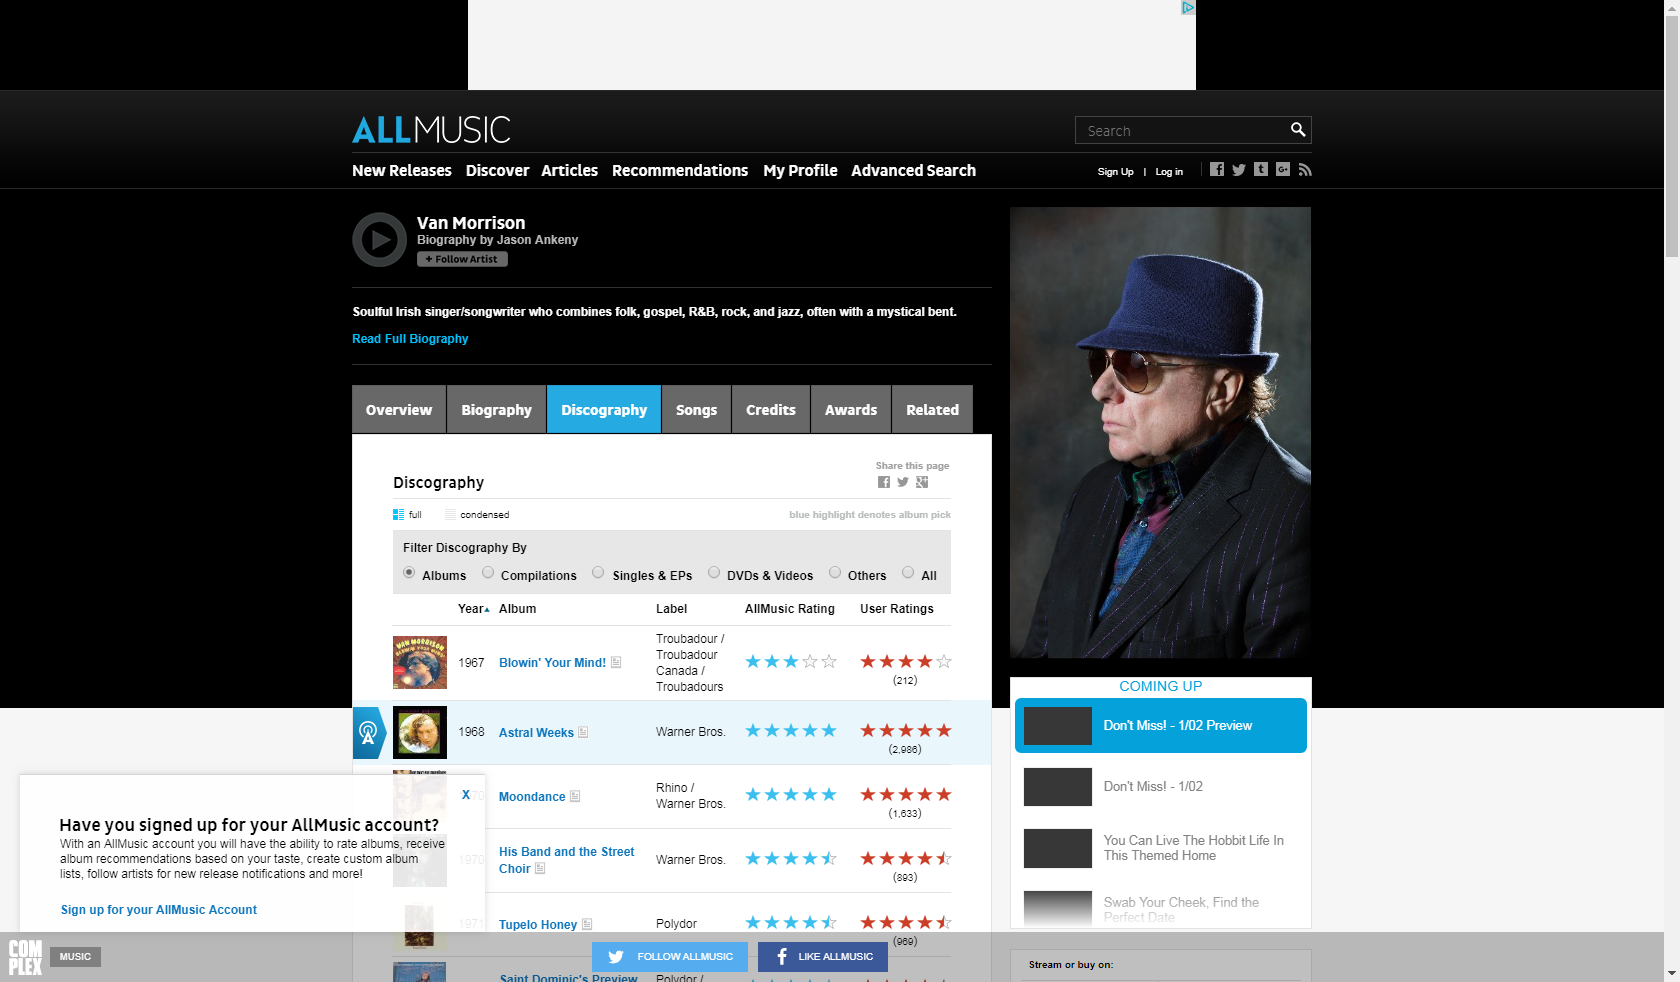 ALLMUSIC
Search
New Releases Discover Articles Recommendations My Profile Advanced Search
Sign Up | Log in
Van Morrison
Biography by Jason Ankeny
+ Follow Artist
Soulful Irish singer/songwriter who combines folk, gospel, R&B, rock, and jazz, often with a mystical bent.
Read Full Biography
Overview Biography Discography Songs Credits Awards Related
Share this page
Discography
full condensed
blue highlight denotes album pick
Filter Discography By
Albums Compilations Singles & EPs DVDs & Videos Others All
Year Album Label AllMusic Rating User Ratings
VAN MORRISON
1967 Blowin' Your Mind!
Troubadour /
Troubadour
Canada /
Troubadours
(212)
1968 Astral Weeks Warner Bros.
(2,986)
Moondance
Rhino /
Warner Bros.
(1,633)
1970 His Band and the Street
Choir
Warner Bros.
(893)
1971 Tupelo Honey Polydor
(969)
Saint Dominic's Preview Polydor /
COMING UP
Don't Miss! - 1/02 Preview
Don't Miss! - 1/02
You Can Live The Hobbit Life In
This Themed Home
Swab Your Cheek, Find the
Perfect Date
Stream or buy on:
X
Have you signed up for your AllMusic account?
With an AllMusic account you will have the ability to rate albums, receive
album recommendations based on your taste, create custom album
lists, follow artists for new release notifications and more!
Sign up for your AllMusic Account
COM
PLEX
MUSIC
FOLLOW ALLMUSIC
LIKE ALLMUSIC